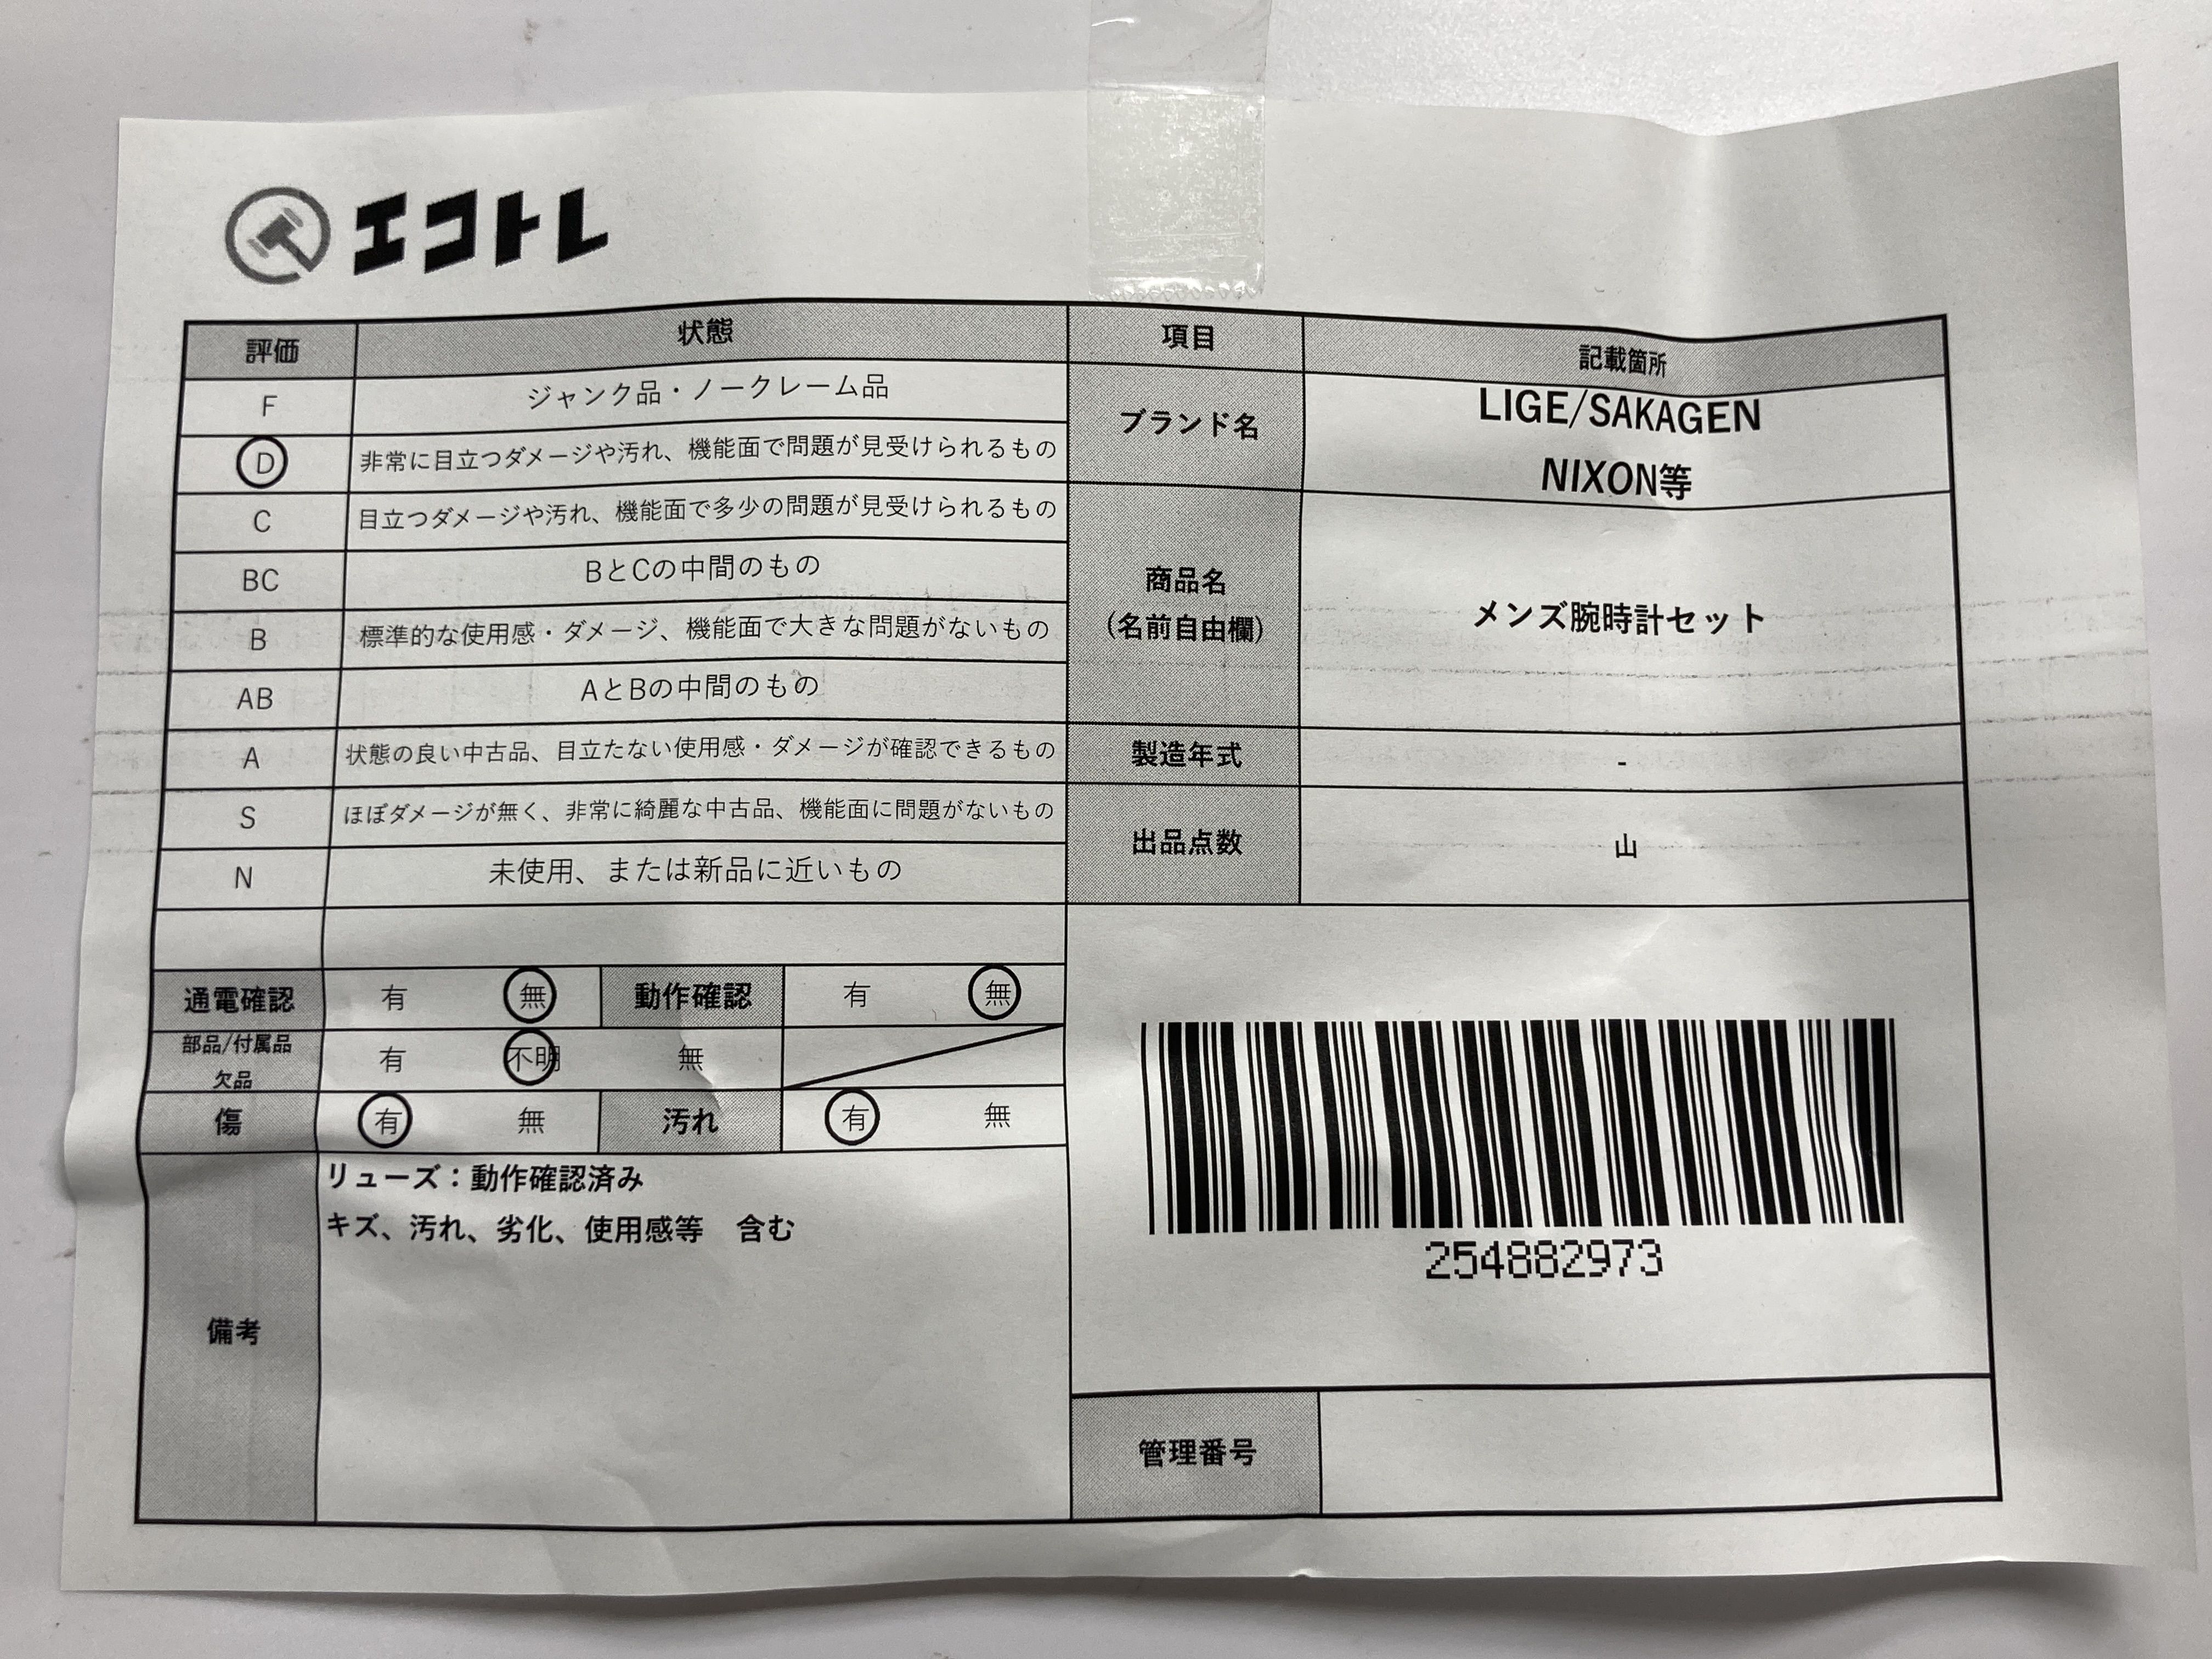 エコトレ
評価 状態 項目 記載箇所
F ジャンク品・ノークレーム品
D 非常に目立つダメージや汚れ、機能面で問題が見受けられるもの
C 目立つダメージや汚れ、機能面で多少の問題が見受けられるもの
BC BとCの中間のもの
B 標準的な使用感・ダメージ、機能面で大きな問題がないもの
AB AとBの中間のもの
A 状態の良い中古品、目立たない使用感・ダメージが確認できるもの
S ほぼダメージが無く、非常に綺麗な中古品、機能面に問題がないもの
N 未使用、または新品に近いもの
通電確認 有 無 動作確認 有 無
部品/付属品
欠品 有 不明 無
傷 有 無 汚れ 有 無
備考
リューズ：動作確認済み
キズ、汚れ、劣化、使用感等　含む
ブランド名
LIGE/SAKAGEN
NIXON等
商品名
（名前自由欄）
メンズ腕時計セット
製造年式 -
出品点数 山
254882973
管理番号